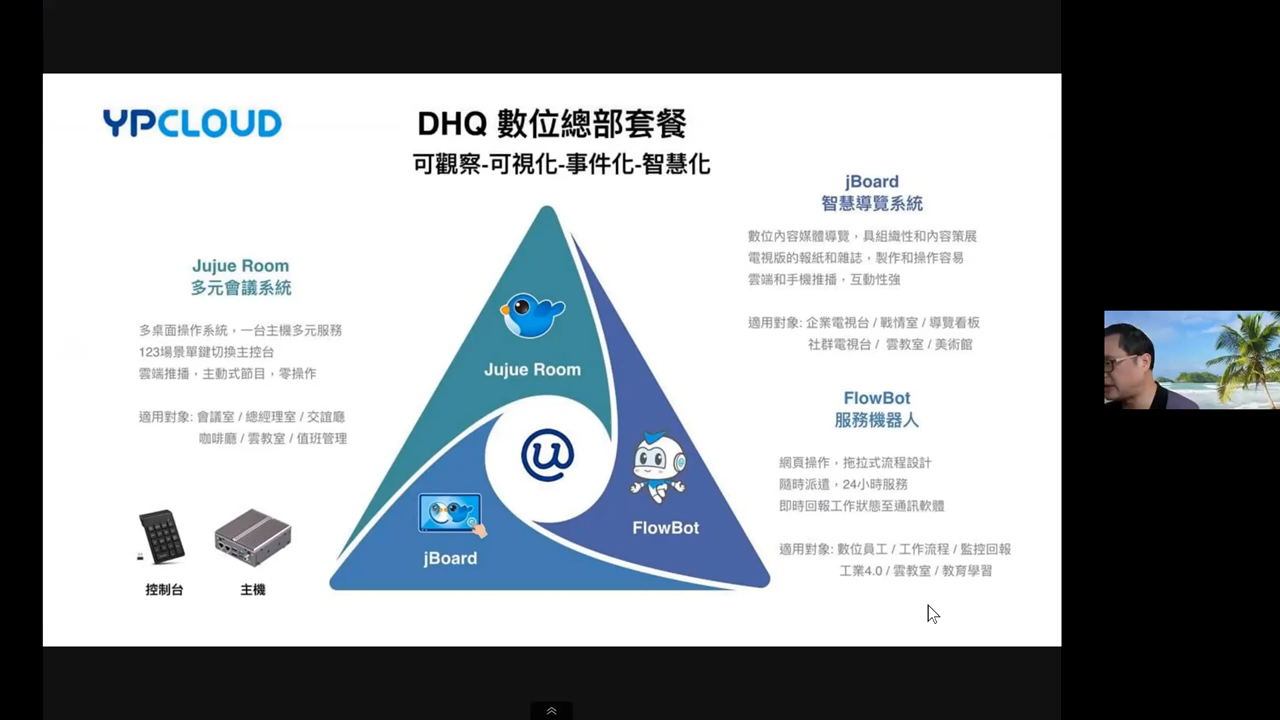 YPCLOUD
DHQ 數位總部套餐
可觀察-可視化-事件化-智慧化
Jujue Room
多元會議系統
多桌面操作系統，一台主機多元服務
123場景單鍵切換主控台
雲端推播，主動式節目，零操作
適用對象: 會議室 / 總經理室 / 交誼廳
咖啡廳 / 雲教室 / 值班管理
控制台
主機
Jujue Room
jBoard
FlowBot
jBoard
智慧導覽系統
數位內容媒體導覽，具組織性和內容策展
電視版的報紙和雜誌，製作和操作容易
雲端和手機推播，互動性強
適用對象: 企業電視台 / 戰情室 / 導覽看板
社群電視台 / 雲教室 / 美術館
FlowBot
服務機器人
網頁操作，拖拉式流程設計
隨時派遣，24小時服務
即時回報工作狀態至通訊軟體
適用對象: 數位員工 / 工作流程 / 監控回報
工業4.0 / 雲教室 / 教育學習